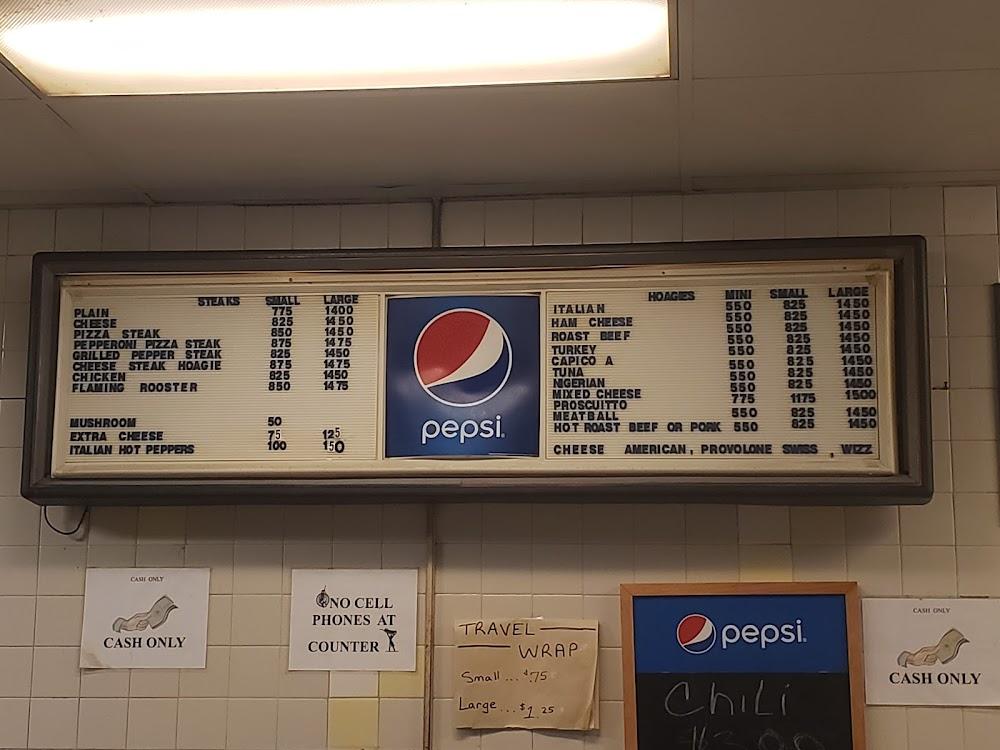 STEAKS SMALL LARGE
PLAIN 775 1400
CHEESE 825 1450
PIZZA STEAK 850 1450
PEPPERONI PIZZA STEAK 875 1475
GRILLED PEPPER STEAK 825 1450
CHEESE STEAK HOAGIE 875 1475
CHICKEN 825 1450
FLAMING ROOSTER 850 1475
MUSHROOM 50
EXTRA CHEESE 75 125
ITALIAN HOT PEPPERS 100 150
pepsi
HOAGIES MINI SMALL LARGE
ITALIAN 550 825 1450
HAM CHEESE 550 825 1450
ROAST BEEF 550 825 1450
TURKEY 550 825 1450
CAPICO A 550 825 1450
TUNA 550 825 1450
NIGERIAN 550 825 1450
MIXED CHEESE 550 825 1450
PROSCUITTO 775 1175 1500
MEATBALL 550 825 1450
HOT ROAST BEEF OR PORK 550 825 1450
CHEESE AMERICAN, PROVOLONE SWISS , WIZZ
CASH ONLY
CASH ONLY
NO CELL
PHONES AT
COUNTER
TRAVEL
WRAP
Small ... $.75
Large ... $1.25
pepsi
Chili
CASH ONLY
CASH ONLY